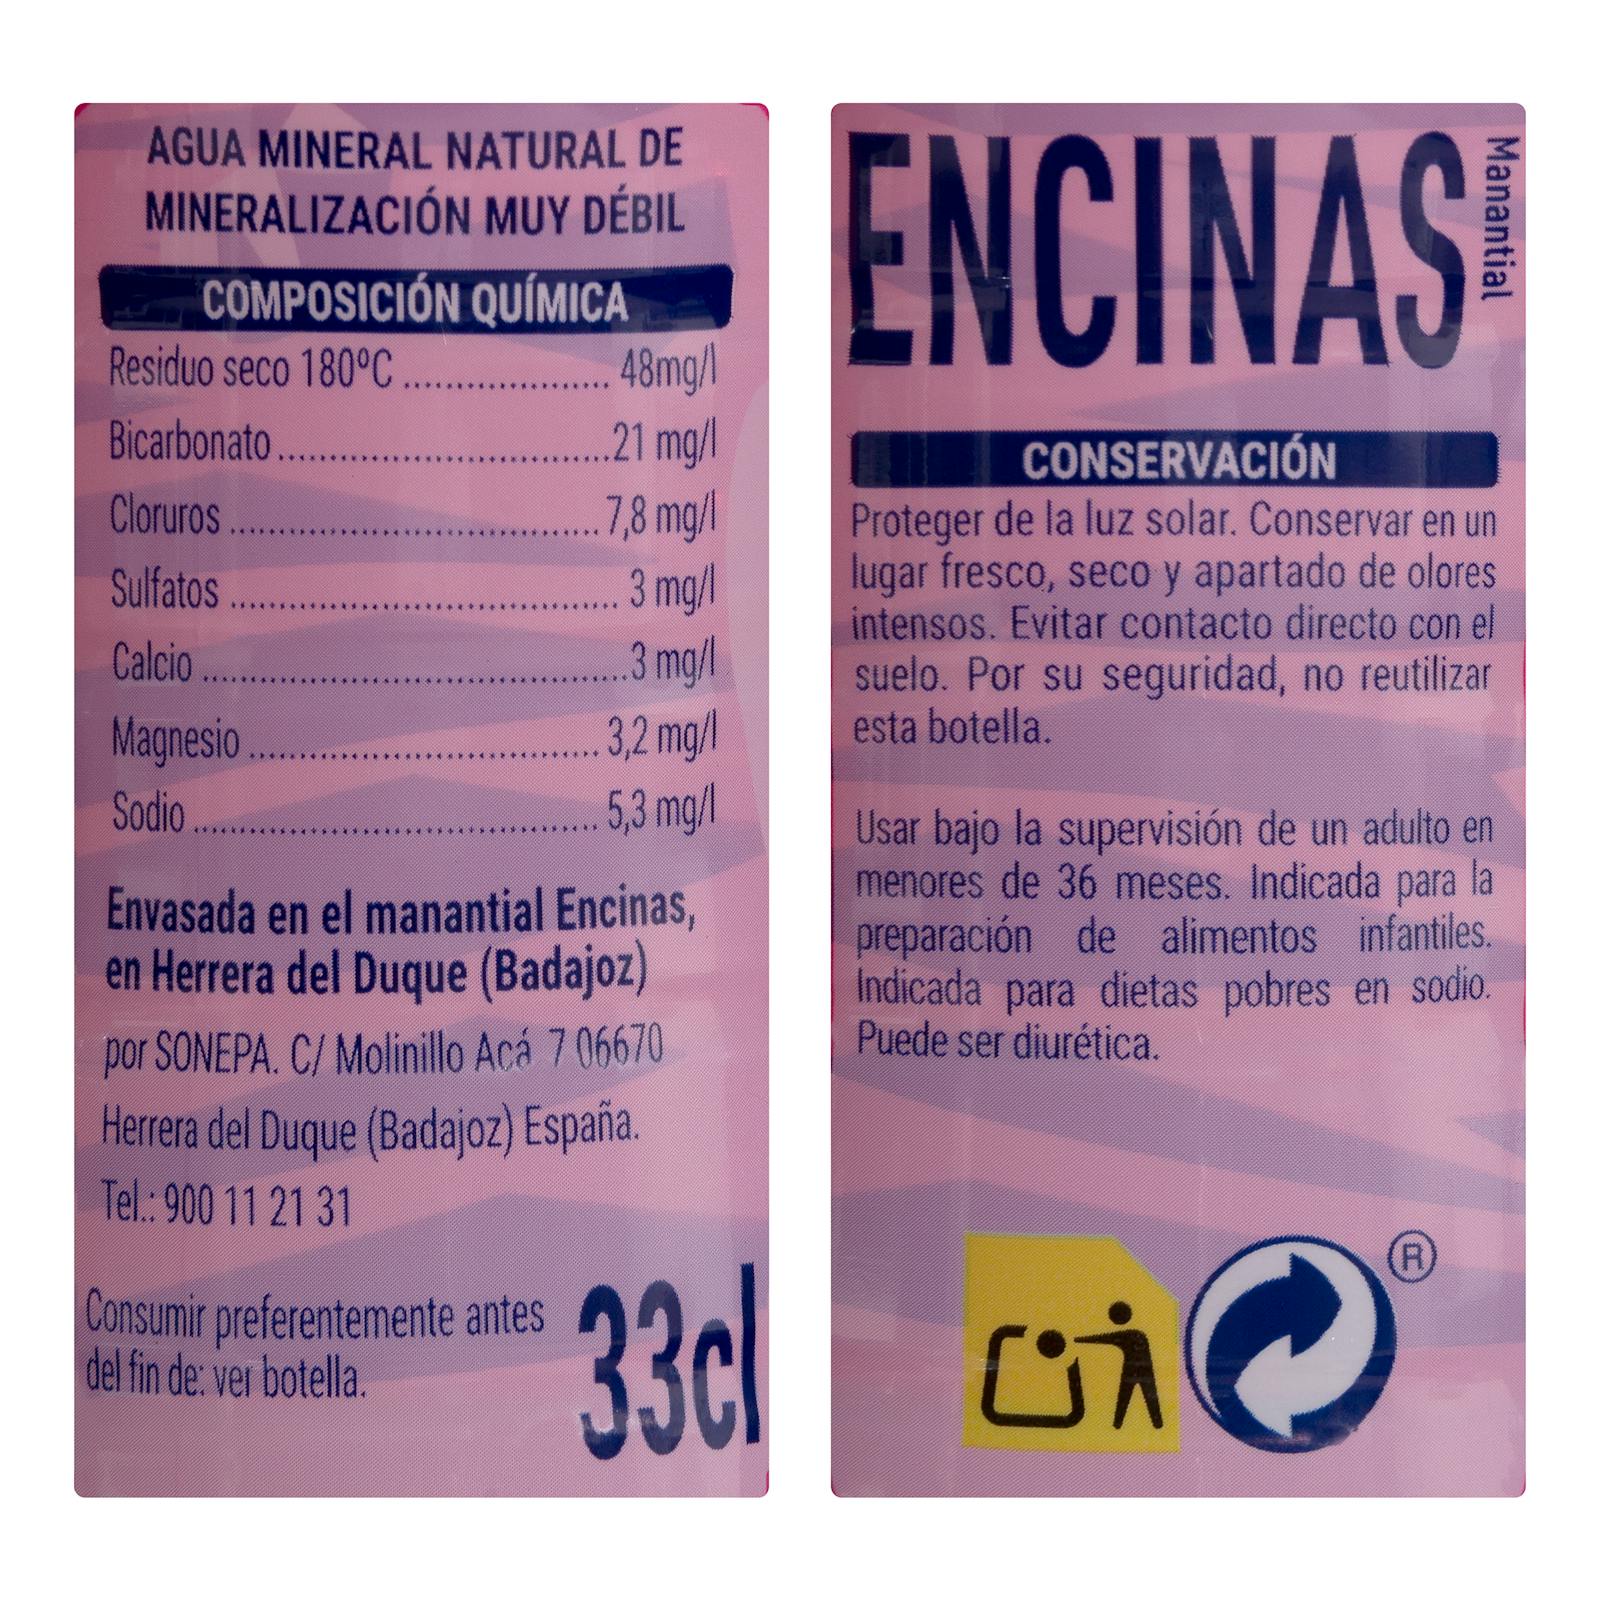 AGUA MINERAL NATURAL DE
MINERALIZACIÓN MUY DÉBIL
COMPOSICIÓN QUÍMICA
Residuo seco 180ºC .................... 48mg/l
Bicarbonato ................................ 21 mg/l
Cloruros ................................... 7,8 mg/l
Sulfatos ..................................... 3 mg/l
Calcio ........................................ 3 mg/l
Magnesio ................................. 3,2 mg/l
Sodio ....................................... 5,3 mg/l
Envasada en el manantial Encinas,
en Herrera del Duque (Badajoz)
por SONEPA. C/ Molinillo Acá 7 06670
Herrera del Duque (Badajoz) España.
Tel.: 900 11 21 31
Consumir preferentemente antes
del fin de: ver botella.
33cl
ENCINAS
Manantial
CONSERVACIÓN
Proteger de la luz solar. Conservar en un
lugar fresco, seco y apartado de olores
intensos. Evitar contacto directo con el
suelo. Por su seguridad, no reutilizar
esta botella.
Usar bajo la supervisión de un adulto en
menores de 36 meses. Indicada para la
preparación de alimentos infantiles.
Indicada para dietas pobres en sodio.
Puede ser diurética.
®